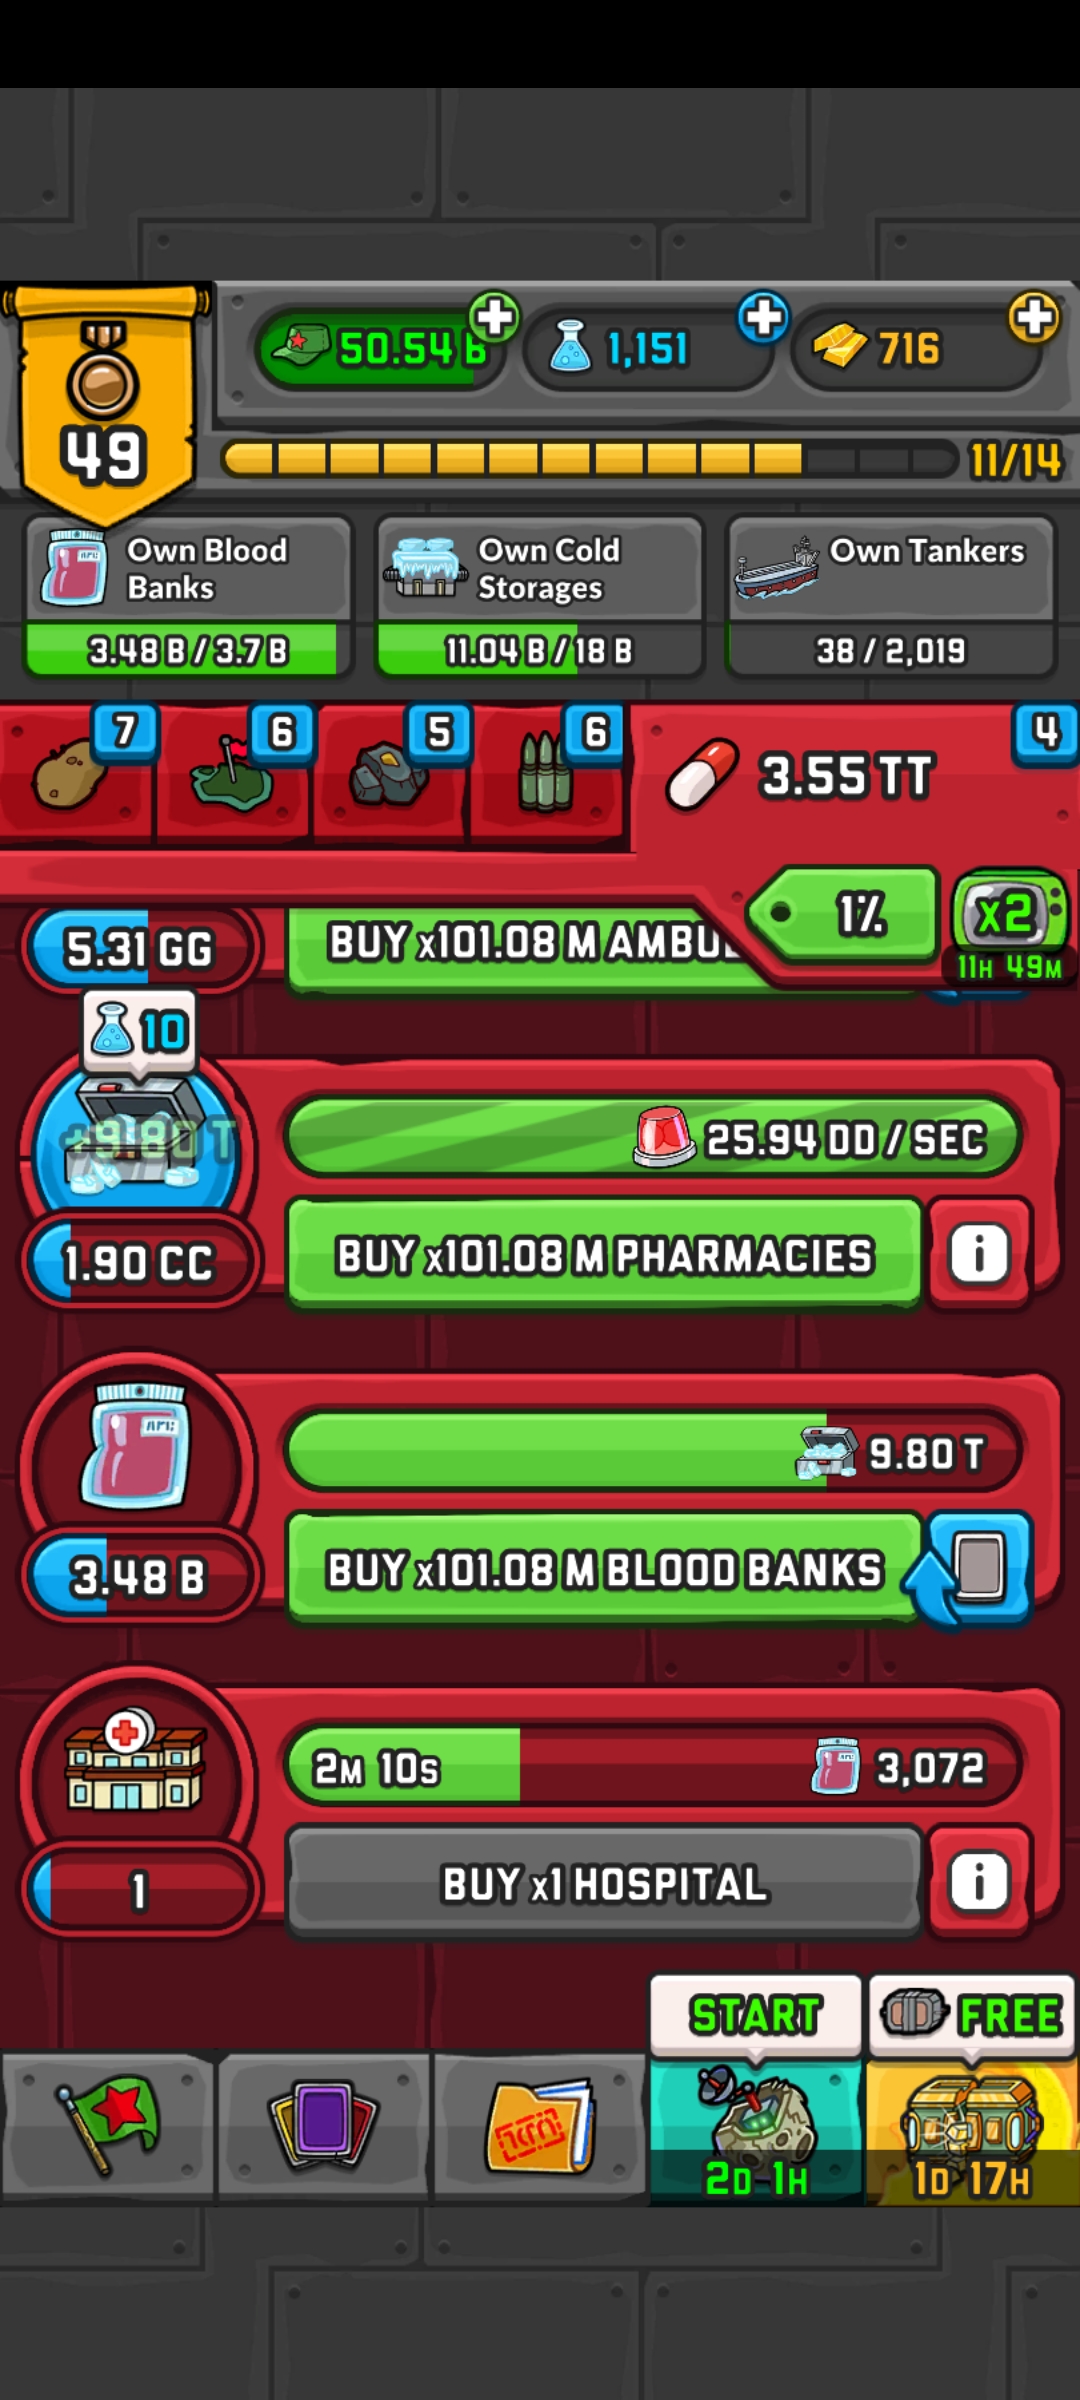 50.54 B
1,151
716
49
11/14
Own Blood
Banks
3.48 B / 3.7 B
Own Cold
Storages
11.04 B / 18 B
Own Tankers
38 / 2,019
7
6
5
6
3.55 TT
4
1%
x2
11H 49M
5.31 GG
BUY x101.08 M
10
+9.80 T
25.94 DD / SEC
1.90 CC
BUY x101.08 M PHARMACIES
9.80 T
3.48 B
BUY x101.08 M BLOOD BANKS
2M 10S
3,072
1
BUY x1 HOSPITAL
START
FREE
2D 1H
1D 17H